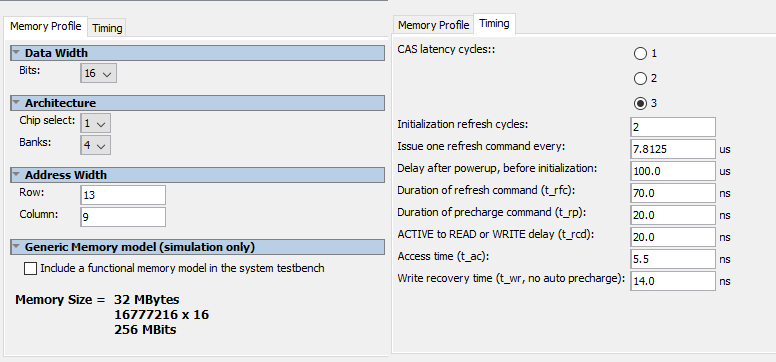 Memory Profile Timing
Data Width
Bits: 16
Architecture
Chip select: 1
Banks: 4
Address Width
Row: 13
Column: 9
Generic Memory model (simulation only)
Include a functional memory model in the system testbench
Memory Size = 32 MBytes
16777216 x 16
256 MBits
Memory Profile Timing
CAS latency cycles:: 1
2
3
Initialization refresh cycles: 2
Issue one refresh command every: 7.8125 us
Delay after powerup, before initialization: 100.0 us
Duration of refresh command (t_rfc): 70.0 ns
Duration of precharge command (t_rp): 20.0 ns
ACTIVE to READ or WRITE delay (t_rcd): 20.0 ns
Access time (t_ac): 5.5 ns
Write recovery time (t_wr, no auto precharge): 14.0 ns